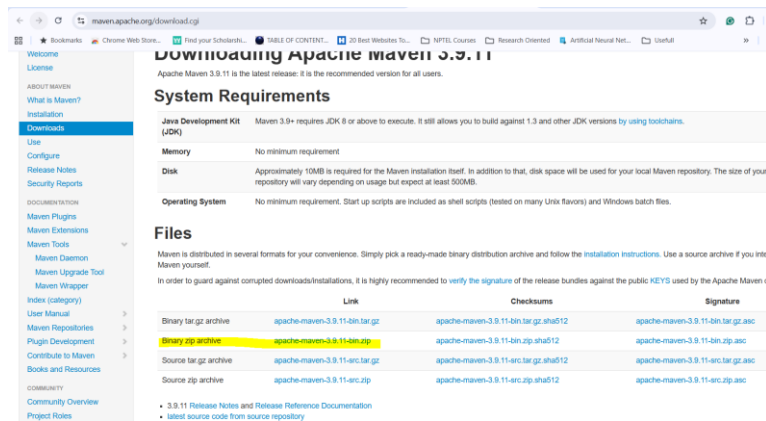 maven.apache.org/download.cgi
Bookmarks Chrome Web Store... Find your Scholarshi... TABLE OF CONTENT... 20 Best Websites To... NPTEL Courses Research Oriented Artificial Neural Net... Usefull »
Welcome
License
ABOUT MAVEN
What is Maven?
Installation
Downloads
Use
Configure
Release Notes
Security Reports
DOCUMENTATION
Maven Plugins
Maven Extensions
Maven Tools
Maven Daemon
Maven Upgrade Tool
Maven Wrapper
Index (category)
User Manual
Maven Repositories
Plugin Development
Contribute to Maven
Books and Resources
COMMUNITY
Community Overview
Project Roles
Downloading Apache Maven 3.9.11
Apache Maven 3.9.11 is the latest release: it is the recommended version for all users.
System Requirements
Java Development Kit (JDK) Maven 3.9+ requires JDK 8 or above to execute. It still allows you to build against 1.3 and other JDK versions by using toolchains.
Memory No minimum requirement
Disk Approximately 10MB is required for the Maven installation itself. In addition to that, disk space will be used for your local Maven repository. The size of your
repository will vary depending on usage but expect at least 500MB.
Operating System No minimum requirement. Start up scripts are included as shell scripts (tested on many Unix flavors) and Windows batch files.
Files
Maven is distributed in several formats for your convenience. Simply pick a ready-made binary distribution archive and follow the installation instructions. Use a source archive if you inte
Maven yourself.
In order to guard against corrupted downloads/installations, it is highly recommended to verify the signature of the release bundles against the public KEYS used by the Apache Maven
Link Checksums Signature
Binary tar.gz archive apache-maven-3.9.11-bin.tar.gz apache-maven-3.9.11-bin.tar.gz.sha512 apache-maven-3.9.11-bin.tar.gz.asc
Binary zip archive apache-maven-3.9.11-bin.zip apache-maven-3.9.11-bin.zip.sha512 apache-maven-3.9.11-bin.zip.asc
Source tar.gz archive apache-maven-3.9.11-src.tar.gz apache-maven-3.9.11-src.tar.gz.sha512 apache-maven-3.9.11-src.tar.gz.asc
Source zip archive apache-maven-3.9.11-src.zip apache-maven-3.9.11-src.zip.sha512 apache-maven-3.9.11-src.zip.asc
• 3.9.11 Release Notes and Release Reference Documentation
• latest source code from source repository